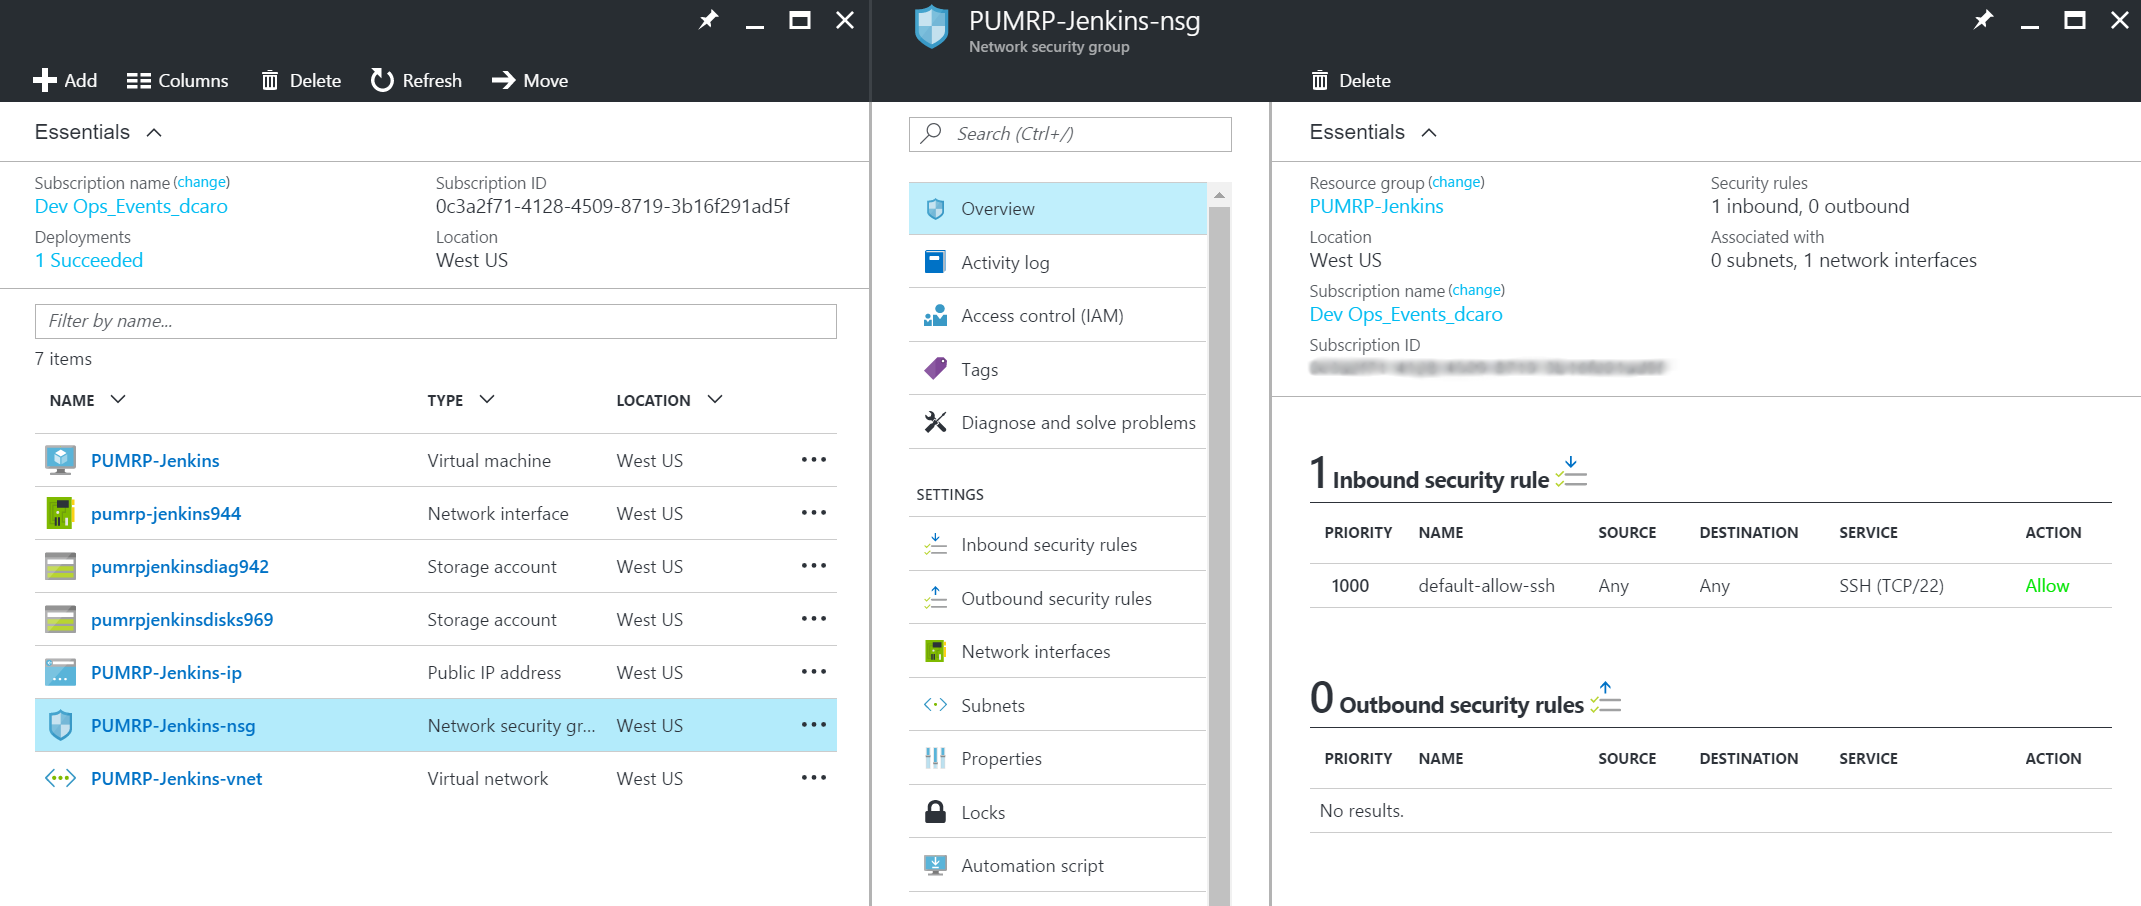 Add
Columns
Delete
Refresh
Move
Essentials
Subscription name (change)
Dev Ops_Events_dcaro
Deployments
1 Succeeded
Subscription ID
0c3a2f71-4128-4509-8719-3b16f291ad5f
Location
West US
Filter by name...
7 items
NAME TYPE LOCATION
PUMRP-Jenkins Virtual machine West US
pumrp-jenkins944 Network interface West US
pumrpjenkinsdiag942 Storage account West US
pumrpjenkinsdisks969 Storage account West US
PUMRP-Jenkins-ip Public IP address West US
PUMRP-Jenkins-nsg Network security gr... West US
PUMRP-Jenkins-vnet Virtual network West US
PUMRP-Jenkins-nsg
Network security group
Search (Ctrl+/)
Overview
Activity log
Access control (IAM)
Tags
Diagnose and solve problems
SETTINGS
Inbound security rules
Outbound security rules
Network interfaces
Subnets
Properties
Locks
Automation script
Delete
Essentials
Resource group (change)
PUMRP-Jenkins
Location
West US
Subscription name (change)
Dev Ops_Events_dcaro
Subscription ID
Security rules
1 inbound, 0 outbound
Associated with
0 subnets, 1 network interfaces
1 Inbound security rule
PRIORITY NAME SOURCE DESTINATION SERVICE ACTION
1000 default-allow-ssh Any Any SSH (TCP/22) Allow
0 Outbound security rules
PRIORITY NAME SOURCE DESTINATION SERVICE ACTION
No results.